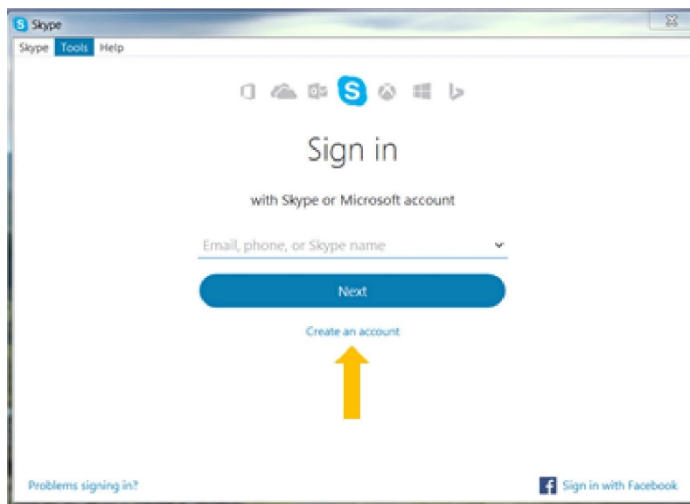 Skype
Skype Tools Help
Sign in
with Skype or Microsoft account
Email, phone, or Skype name
Next
Create an account
Problems signing in? Sign in with Facebook